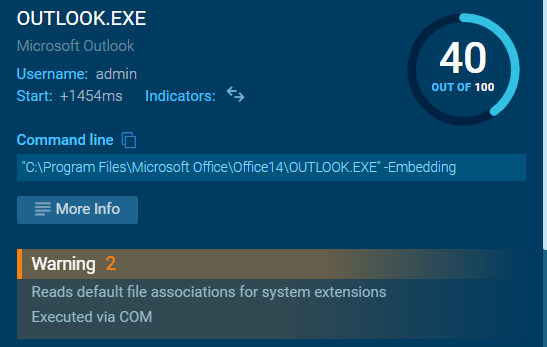 OUTLOOK.EXE
Microsoft Outlook
Username: admin
Start: +1454ms Indicators:
40
OUT OF 100
Command line
"C:\Program Files\Microsoft Office\Office14\OUTLOOK.EXE" -Embedding
More Info
Warning 2
Reads default file associations for system extensions
Executed via COM